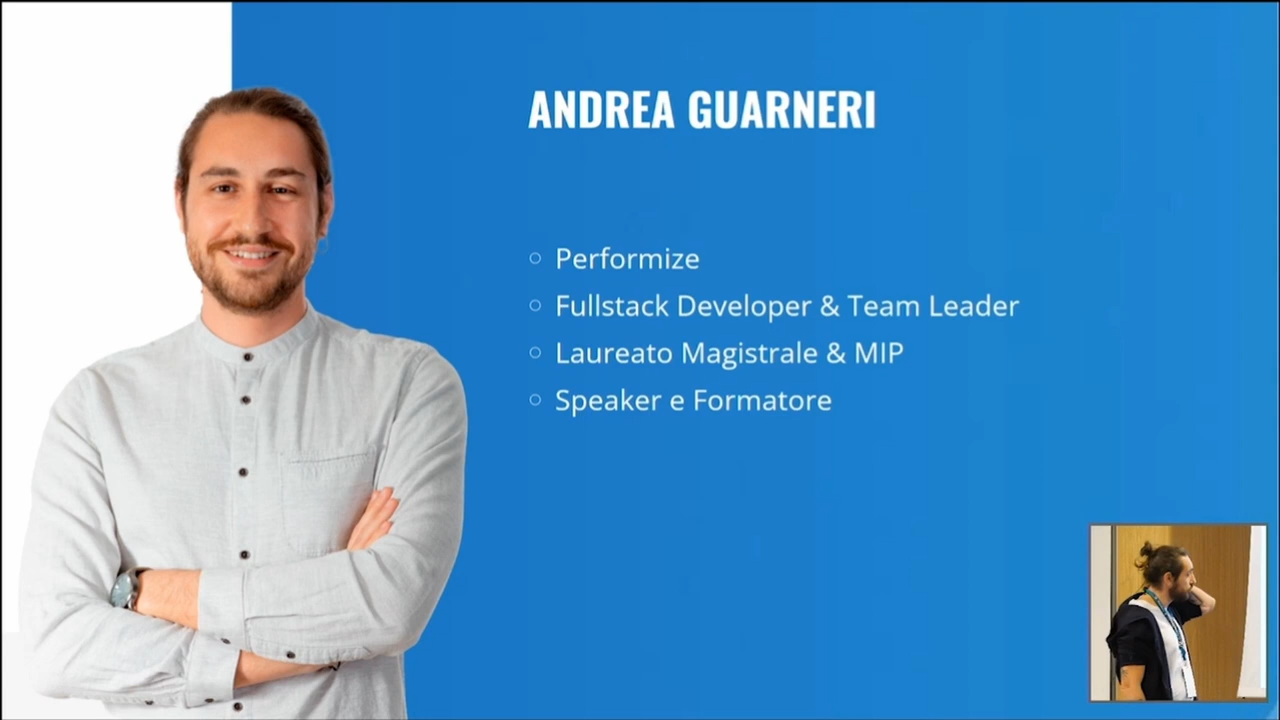 ANDREA GUARNERI
Performize
Fullstack Developer & Team Leader
Laureato Magistrale & MIP
Speaker e Formatore